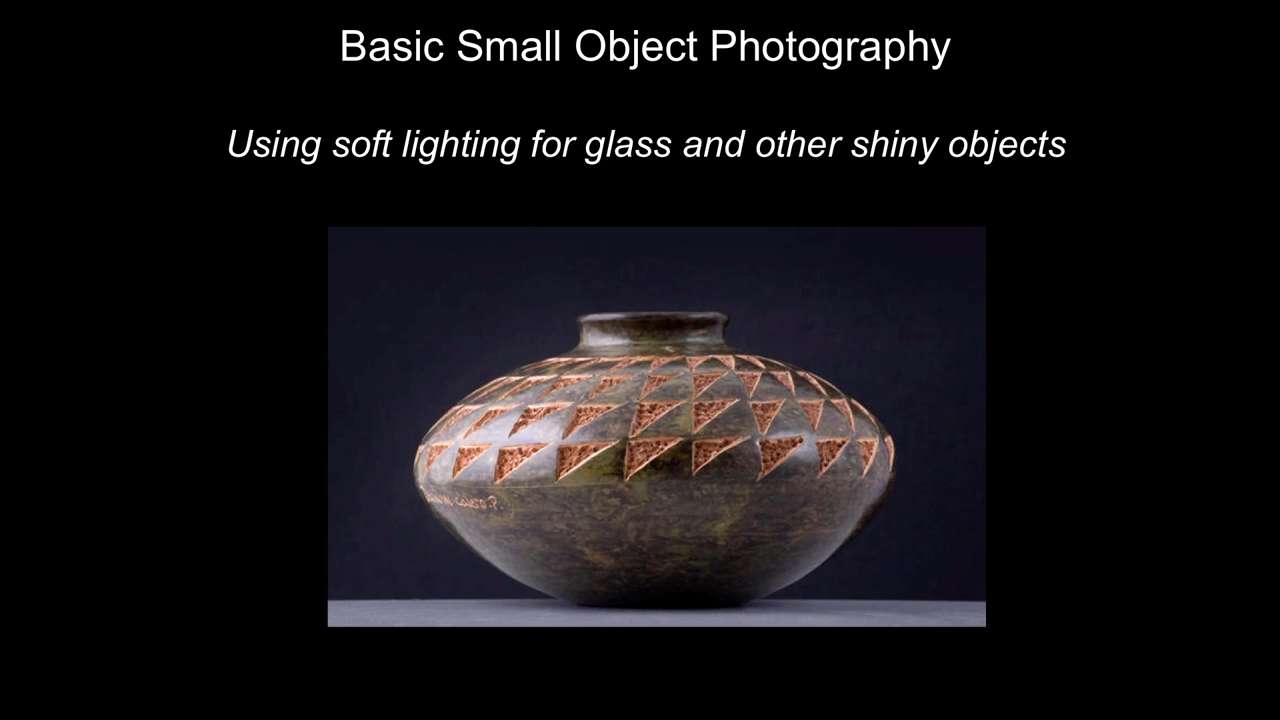 Basic Small Object Photography
Using soft lighting for glass and other shiny objects